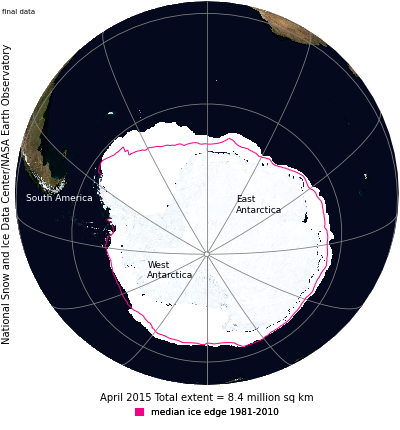 final data
National Snow and Ice Data Center/NASA Earth Observatory
South America
East
Antarctica
West
Antarctica
April 2015 Total extent = 8.4 million sq km
median ice edge 1981-2010